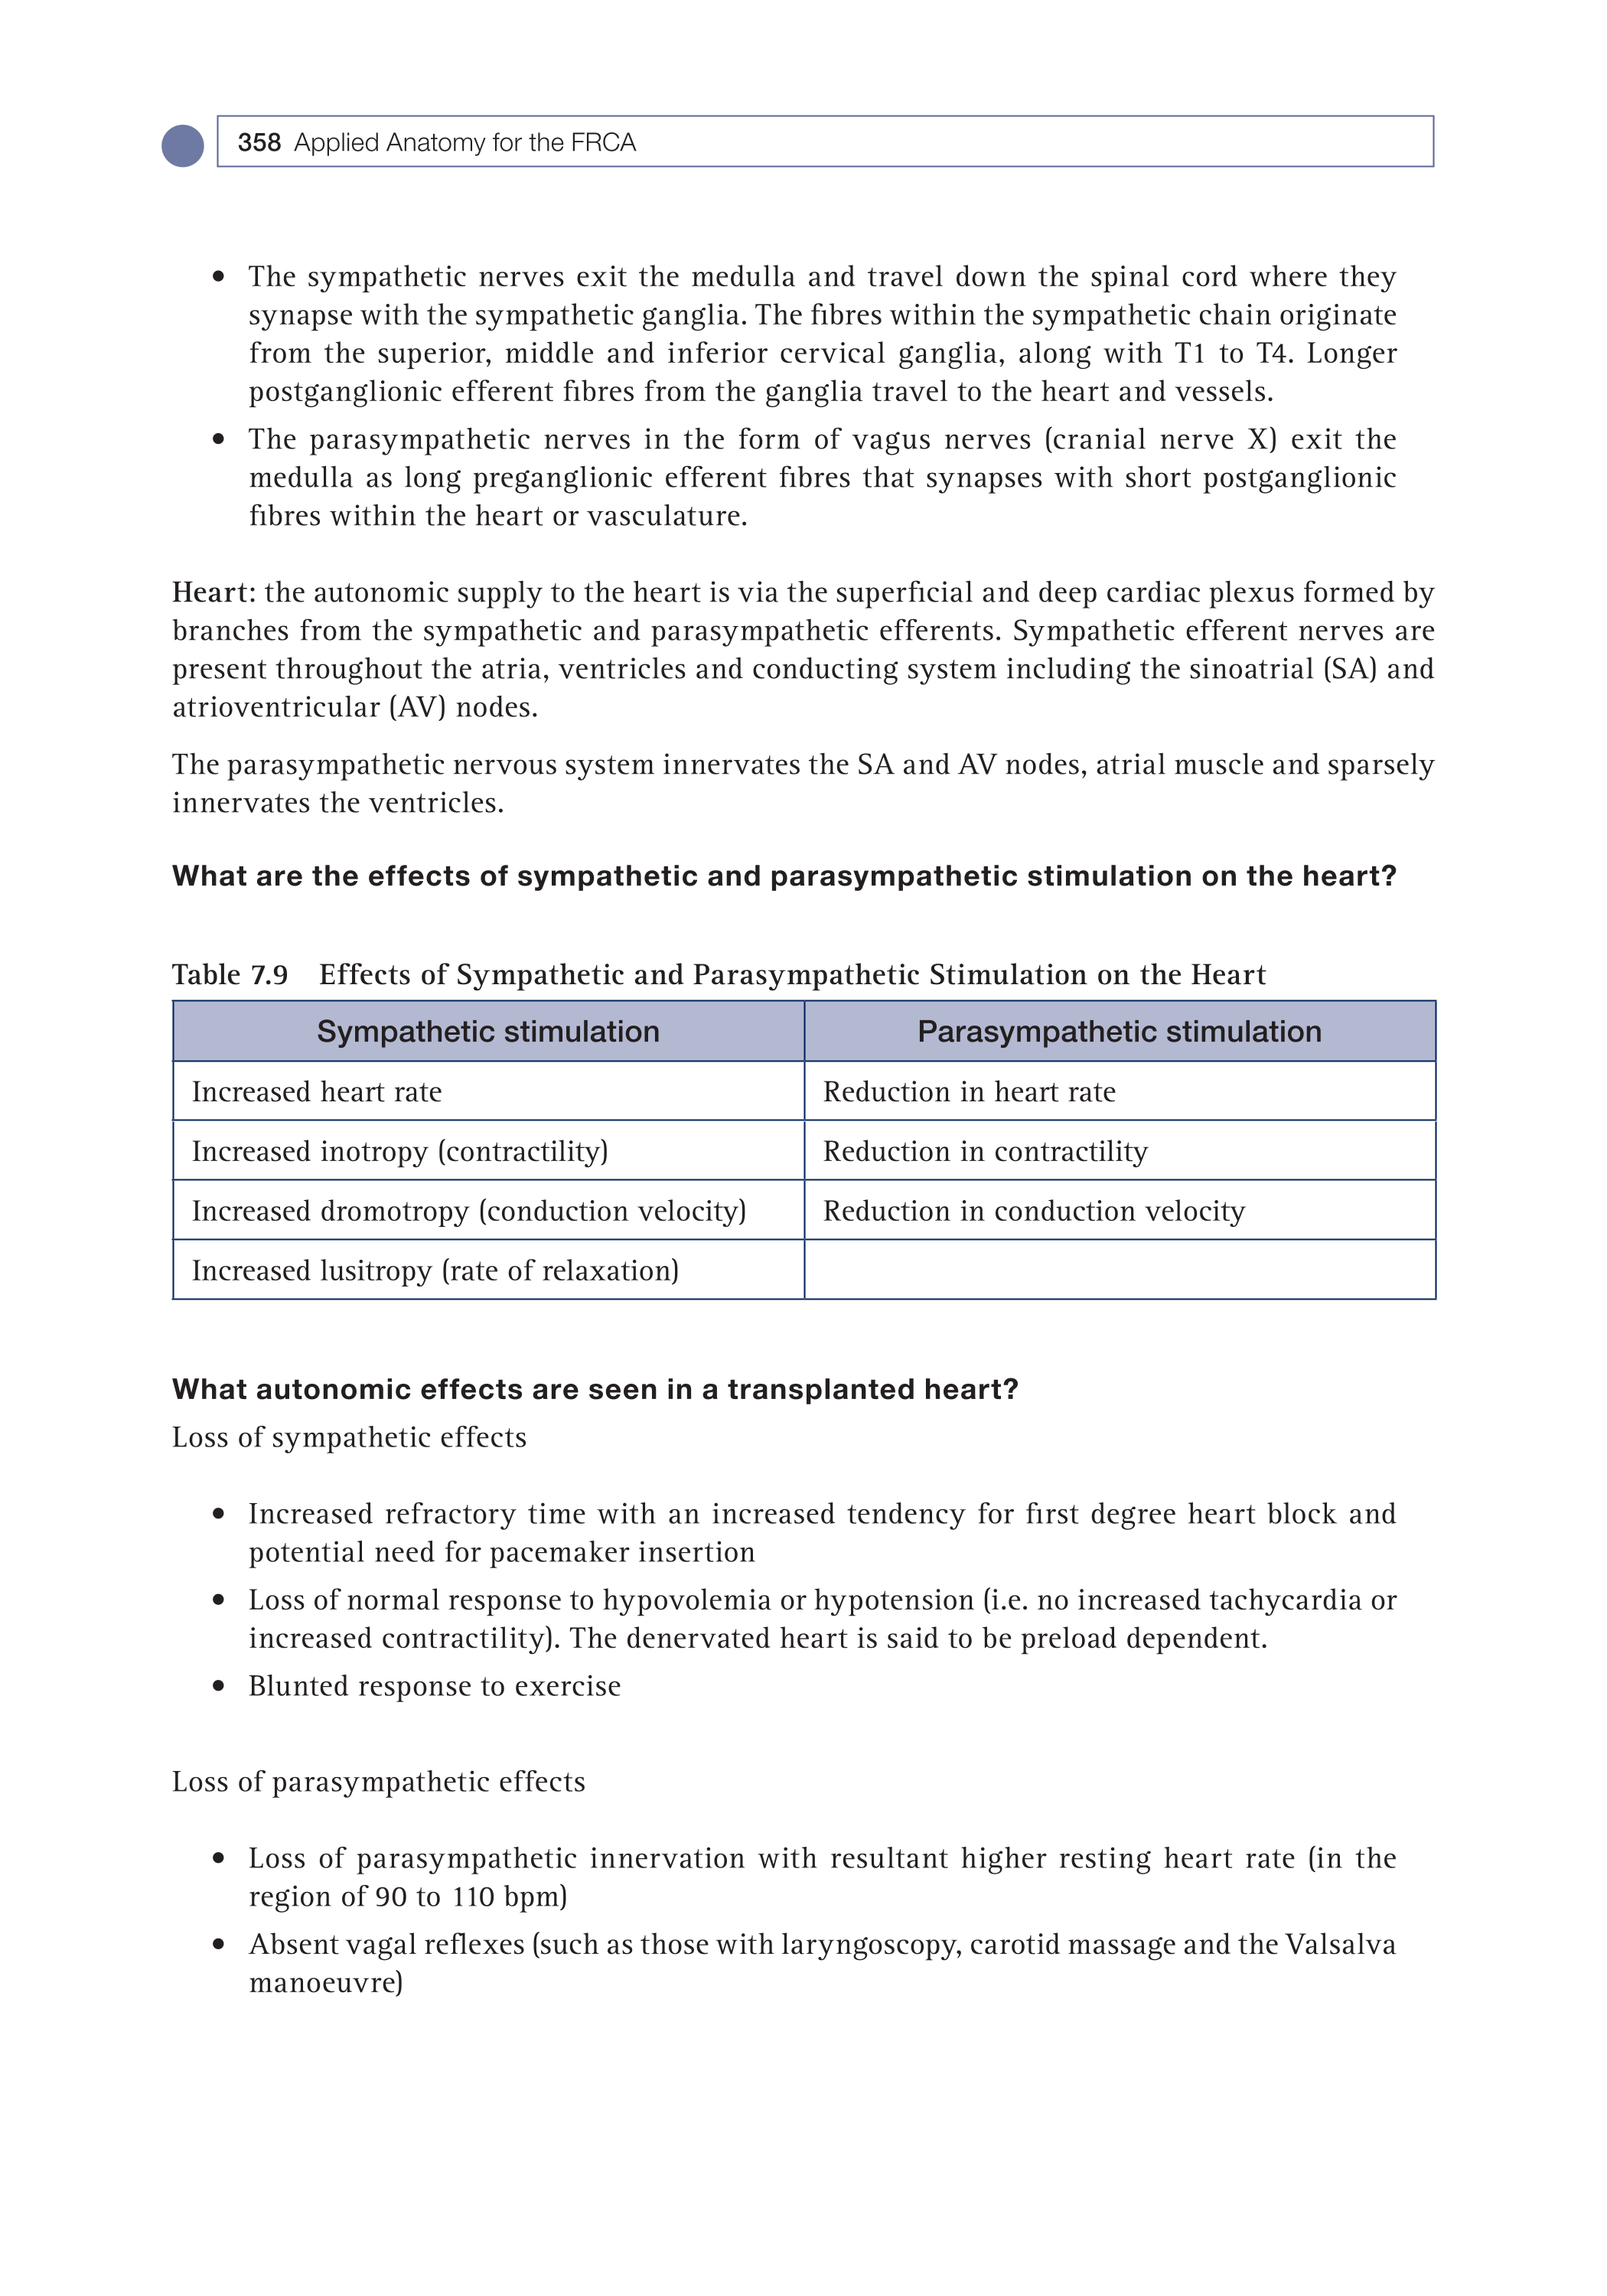 358 Applied Anatomy for the FRCA
• The sympathetic nerves exit the medulla and travel down the spinal cord where they
synapse with the sympathetic ganglia. The fibres within the sympathetic chain originate
from the superior, middle and inferior cervical ganglia, along with T1 to T4. Longer
postganglionic efferent fibres from the ganglia travel to the heart and vessels.
• The parasympathetic nerves in the form of vagus nerves (cranial nerve X) exit the
medulla as long preganglionic efferent fibres that synapses with short postganglionic
fibres within the heart or vasculature.
Heart: the autonomic supply to the heart is via the superficial and deep cardiac plexus formed by
branches from the sympathetic and parasympathetic efferents. Sympathetic efferent nerves are
present throughout the atria, ventricles and conducting system including the sinoatrial (SA) and
atrioventricular (AV) nodes.
The parasympathetic nervous system innervates the SA and AV nodes, atrial muscle and sparsely
innervates the ventricles.
What are the effects of sympathetic and parasympathetic stimulation on the heart?
Table 7.9 Effects of Sympathetic and Parasympathetic Stimulation on the Heart
Sympathetic stimulation Parasympathetic stimulation
Increased heart rate Reduction in heart rate
Increased inotropy (contractility) Reduction in contractility
Increased dromotropy (conduction velocity) Reduction in conduction velocity
Increased lusitropy (rate of relaxation)
What autonomic effects are seen in a transplanted heart?
Loss of sympathetic effects
• Increased refractory time with an increased tendency for first degree heart block and
potential need for pacemaker insertion
• Loss of normal response to hypovolemia or hypotension (i.e. no increased tachycardia or
increased contractility). The denervated heart is said to be preload dependent.
• Blunted response to exercise
Loss of parasympathetic effects
• Loss of parasympathetic innervation with resultant higher resting heart rate (in the
region of 90 to 110 bpm)
• Absent vagal reflexes (such as those with laryngoscopy, carotid massage and the Valsalva
manoeuvre)